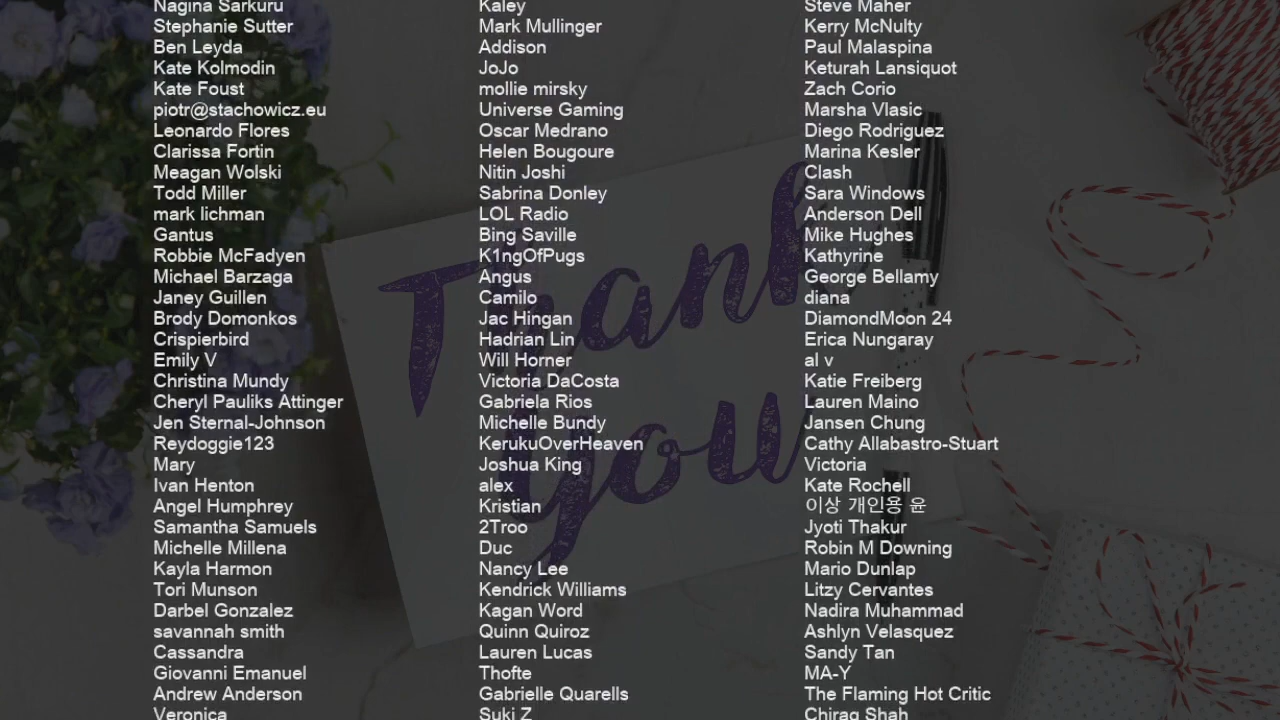 Nagina Sarkuru
Stephanie Sutter
Ben Leyda
Kate Kolmodin
Kate Foust
piotr@stachowicz.eu
Leonardo Flores
Clarissa Fortin
Meagan Wolski
Todd Miller
mark lichman
Gantus
Robbie McFadyen
Michael Barzaga
Janey Guillen
Brody Domonkos
Crispierbird
Emily V
Christina Mundy
Cheryl Pauliks Attinger
Jen Sternal-Johnson
Reydoggie123
Mary
Ivan Henton
Angel Humphrey
Samantha Samuels
Michelle Millena
Kayla Harmon
Tori Munson
Darbel Gonzalez
savannah smith
Cassandra
Giovanni Emanuel
Andrew Anderson
Veronica
Kaley
Mark Mullinger
Addison
JoJo
mollie mirsky
Universe Gaming
Oscar Medrano
Helen Bougoure
Nitin Joshi
Sabrina Donley
LOL Radio
Bing Saville
K1ngOfPugs
Angus
Camilo
Jac Hingan
Hadrian Lin
Will Horner
Victoria DaCosta
Gabriela Rios
Michelle Bundy
KerukuOverHeaven
Joshua King
alex
Kristian
2Troo
Duc
Nancy Lee
Kendrick Williams
Kagan Word
Quinn Quiroz
Lauren Lucas
Thofte
Gabrielle Quarells
Suki Z
Steve Maher
Kerry McNulty
Paul Malaspina
Keturah Lansiquot
Zach Corio
Marsha Vlasic
Diego Rodriguez
Marina Kesler
Clash
Sara Windows
Anderson Dell
Mike Hughes
Kathyrine
George Bellamy
diana
DiamondMoon 24
Erica Nungaray
al v
Katie Freiberg
Lauren Maino
Jansen Chung
Cathy Allabastro-Stuart
Victoria
Kate Rochell
이상 개인용 윤
Jyoti Thakur
Robin M Downing
Mario Dunlap
Litzy Cervantes
Nadira Muhammad
Ashlyn Velasquez
Sandy Tan
MA-Y
The Flaming Hot Critic
Chirag Shah
Thank
you